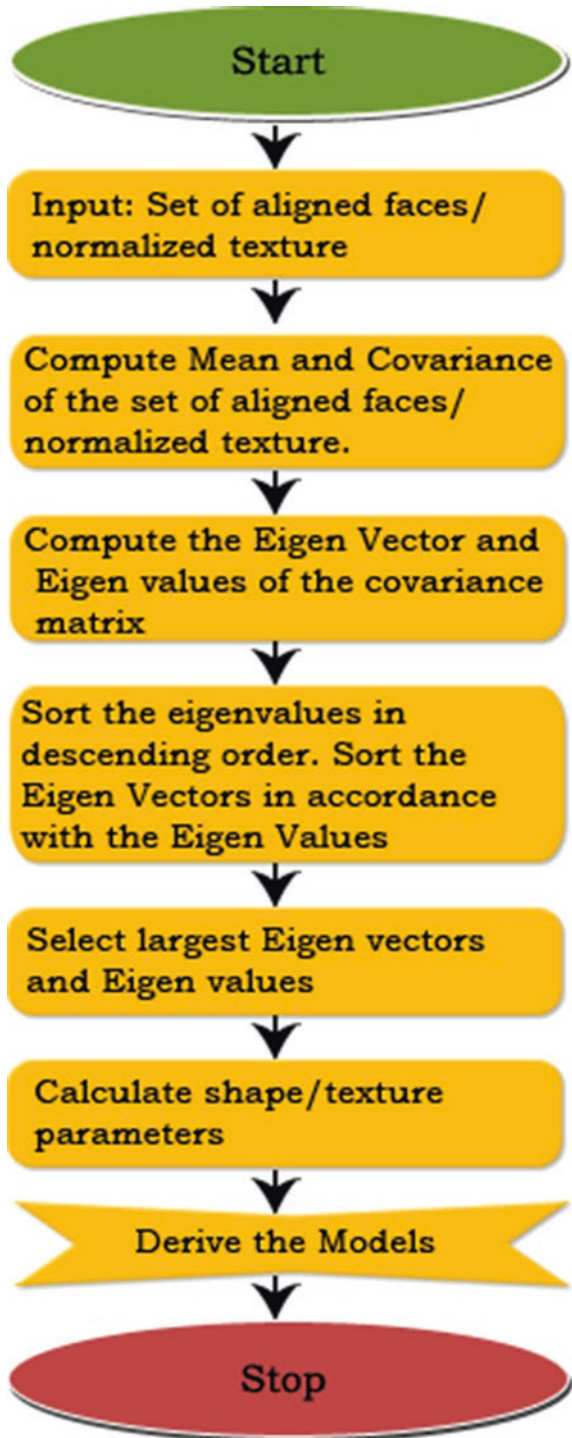 Start
Input: Set of aligned faces/
normalized texture
Compute Mean and Covariance
of the set of aligned faces/
normalized texture.
Compute the Eigen Vector and
Eigen values of the covariance
matrix
Sort the eigenvalues in
descending order. Sort the
Eigen Vectors in accordance
with the Eigen Values
Select largest Eigen vectors
and Eigen values
Calculate shape/texture
parameters
Derive the Models
Stop